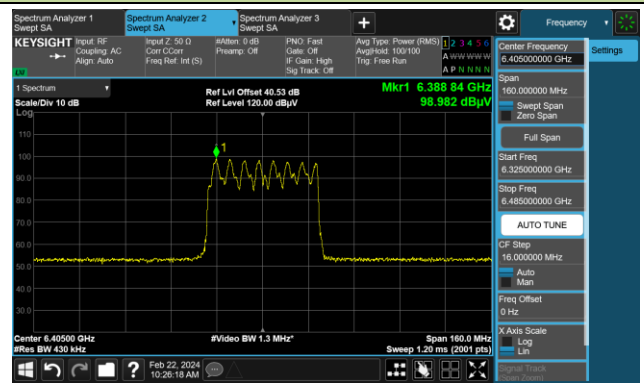 Spectrum Analyzer 1
Swept SA
Spectrum Analyzer 2
Swept SA
Spectrum Analyzer 3
Swept SA
+
Frequency
KEYSIGHT
Input: RF
Coupling: AC
Align: Auto
Input Z: 50 Ω
Corr CCorr
Freq Ref: Int (S)
#Atten: 0 dB
Preamp: Off
PNO: Fast
Gate: Off
IF Gain: High
Sig Track: Off
Avg Type: Power (RMS)
Avg|Hold: 100/100
Trig: Free Run
1 2 3 4 5 6
A W W W W W
A P N N N N
1 Spectrum
Scale/Div 10 dB
Log
Ref Lvl Offset 40.53 dB
Ref Level 120.00 dBµV
Mkr1 6.388 84 GHz
98.982 dBµV
110
100
90.0
80.0
70.0
60.0
50.0
40.0
30.0
1
Center 6.40500 GHz
#Res BW 430 kHz
#Video BW 1.3 MHz*
Span 160.0 MHz
Sweep 1.20 ms (2001 pts)
Center Frequency
6.405000000 GHz
Span
160.000000 MHz
Swept Span
Zero Span
Full Span
Start Freq
6.325000000 GHz
Stop Freq
6.485000000 GHz
AUTO TUNE
CF Step
16.000000 MHz
Auto
Man
Freq Offset
0 Hz
X Axis Scale
Log
Lin
Signal Track
(Span Zoom)
Settings
?
Feb 22, 2024
10:26:18 AM